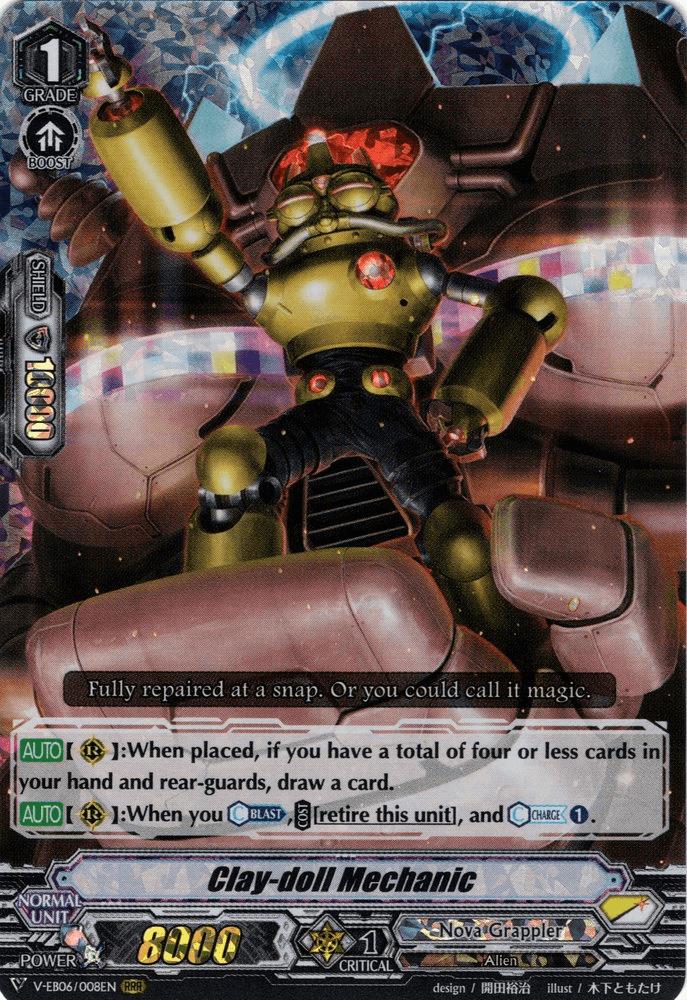 1
GRADE
BOOST
SHIELD
10000
Fully repaired at a snap. Or you could call it magic.
AUTO [ R ]:When placed, if you have a total of four or less cards in
your hand and rear-guards, draw a card.
AUTO [ R ]:When you C BLAST, COST [retire this unit], and C CHARGE 1.
Clay-doll Mechanic
NORMAL
UNIT
POWER 8000
1
CRITICAL
Nova Grappler
Alien
V-EB06/008EN RRR
design / 開田裕治 illust / 木下ともたけ